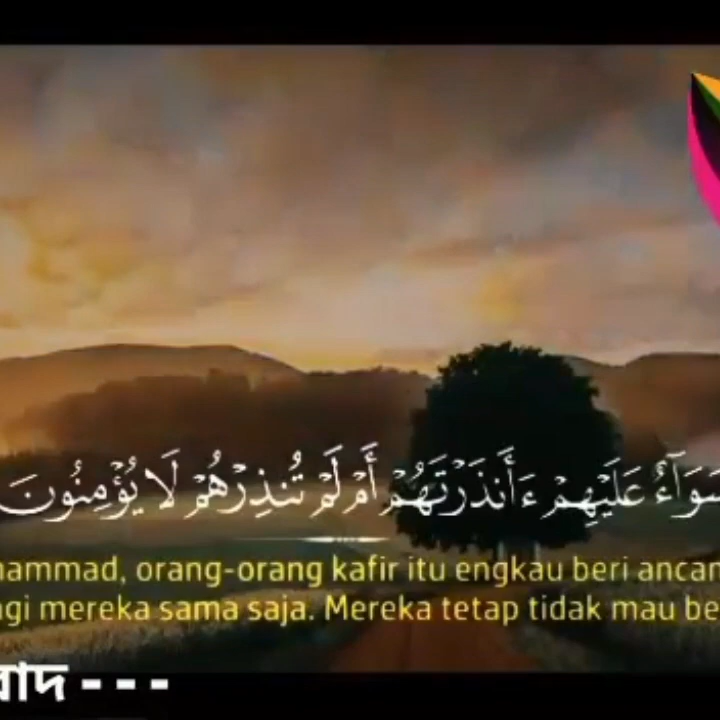 سَوَآءٌ عَلَيْهِمْ ءَأَنذَرْتَهُمْ أَمْ لَمْ تُنذِرْهُمْ لَا يُؤْمِنُونَ
hammad, orang-orang kafir itu engkau beri ancam
gi mereka sama saja. Mereka tetap tidak mau be
বাদ - - -